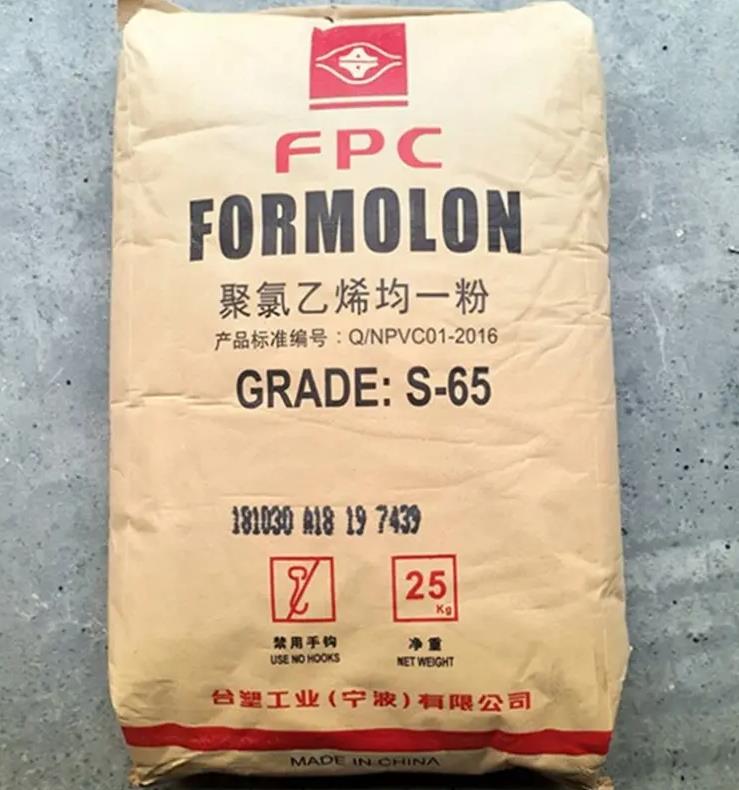 FPC
FORMOLON
聚氯乙烯均一粉
产品标准编号：Q/NPVC01-2016
GRADE: S-65
181030 A18 19 7439
25
Kg
禁用手钩
净重
USE NO HOOKS
NET WEIGHT
台塑工业(宁波)有限公司
MADE IN CHINA